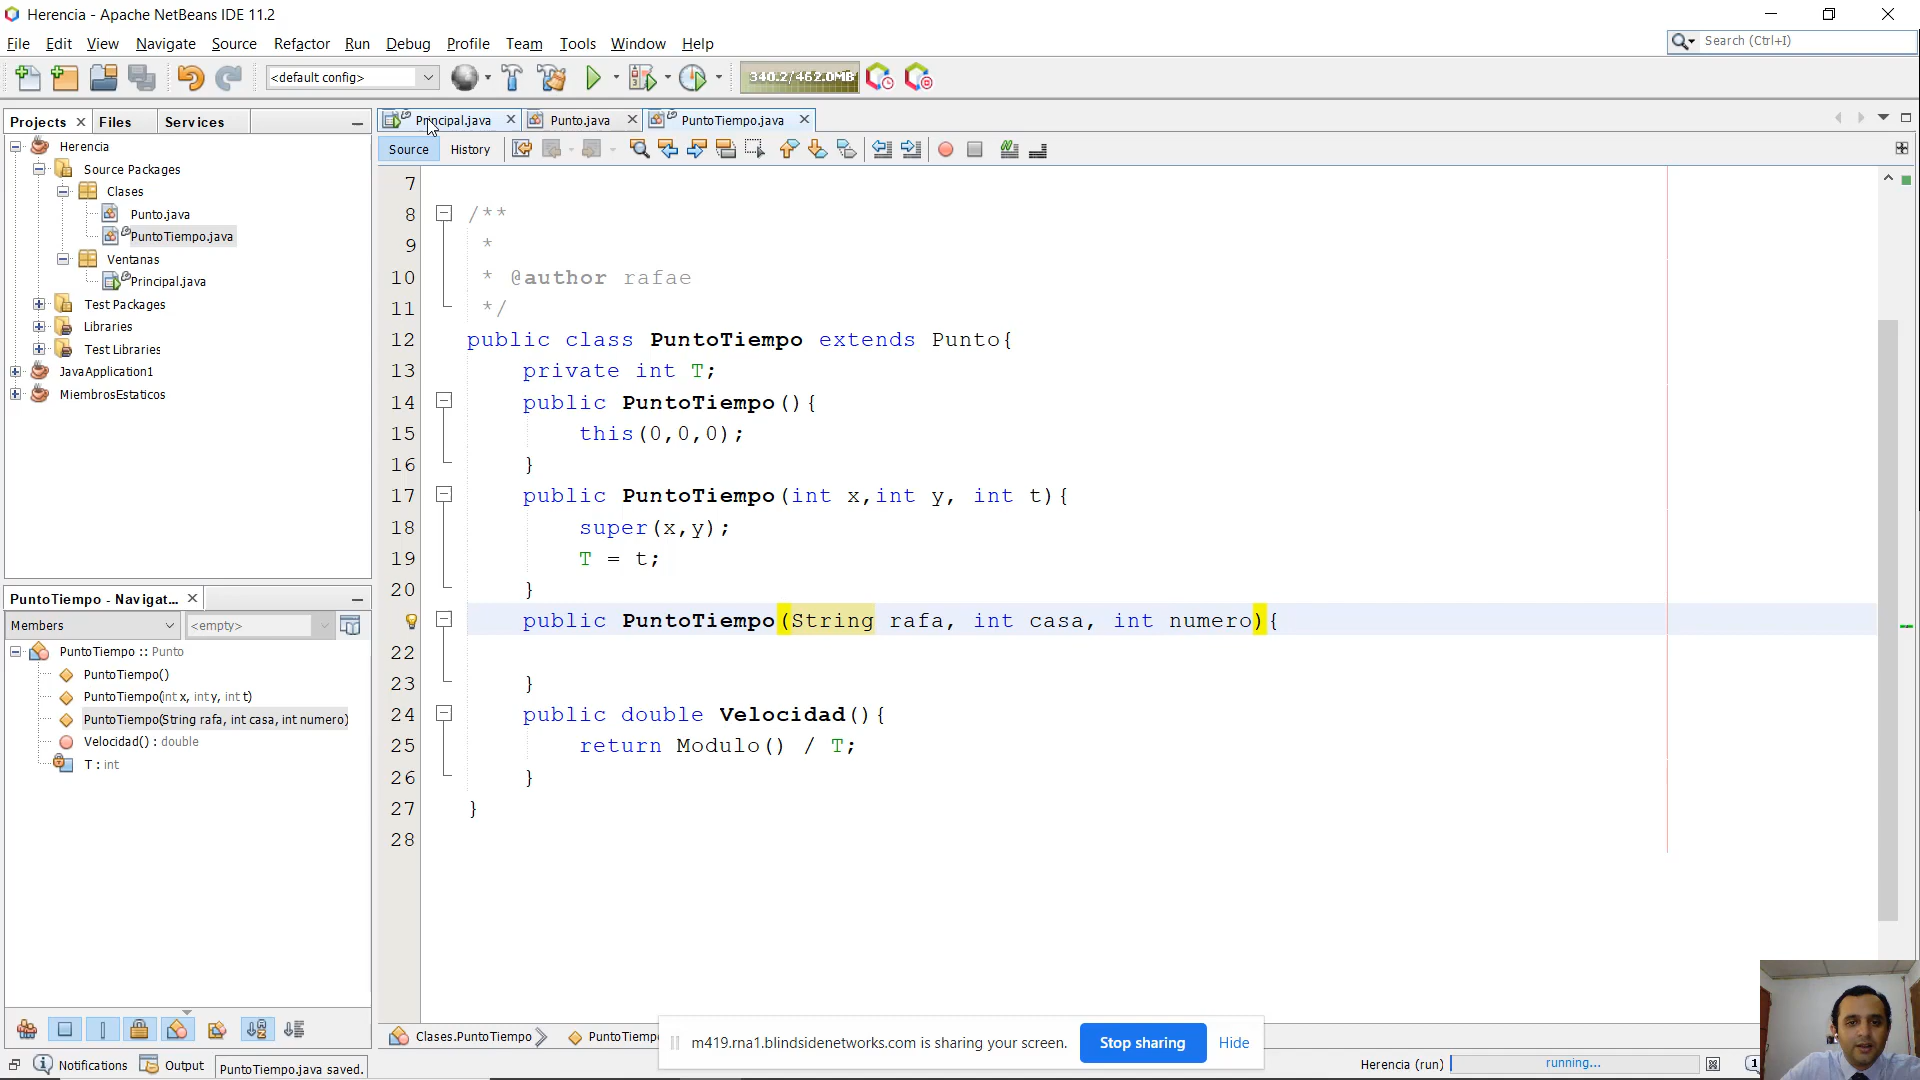 Herencia - Apache NetBeans IDE 11.2
File Edit View Navigate Source Refactor Run Debug Profile Team Tools Window Help
Search (Ctrl+I)
<default config>
340.2/462.0MB
Projects Files Services
Principal.java Punto.java PuntoTiempo.java
Source History
Herencia
Source Packages
Clases
Punto.java
PuntoTiempo.java
Ventanas
Principal.java
Test Packages
Libraries
Test Libraries
JavaApplication1
MiembrosEstaticos
7
8 /**
9 *
10 * @author rafae
11 */
12 public class PuntoTiempo extends Punto{
13 private int T;
14 public PuntoTiempo(){
15 this(0,0,0);
16 }
17 public PuntoTiempo(int x,int y, int t){
18 super(x,y);
19 T = t;
20 }
public PuntoTiempo(String rafa, int casa, int numero){
22
23 }
24 public double Velocidad(){
25 return Modulo() / T;
26 }
27 }
28
PuntoTiempo - Navigat...
Members
<empty>
PuntoTiempo :: Punto
PuntoTiempo()
PuntoTiempo(int x, int y, int t)
PuntoTiempo(String rafa, int casa, int numero)
Velocidad() : double
T : int
Clases.PuntoTiempo
PuntoTiempo
m419.rna1.blindsidenetworks.com is sharing your screen.
Stop sharing
Hide
Notifications
Output
PuntoTiempo.java saved.
Herencia (run)
running...
1